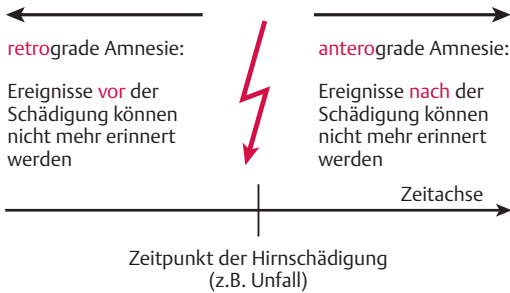 retrograde Amnesie:
Ereignisse vor der
Schädigung können
nicht mehr erinnert
werden
anterograde Amnesie:
Ereignisse nach der
Schädigung können
nicht mehr erinnert
werden
Zeitachse
Zeitpunkt der Hirnschädigung
(z.B. Unfall)